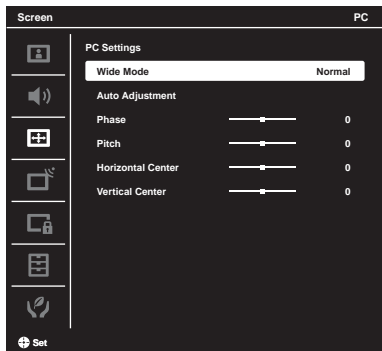 Screen PC
PC Settings
Wide Mode Normal
Auto Adjustment
Phase 0
Pitch 0
Horizontal Center 0
Vertical Center 0
Set